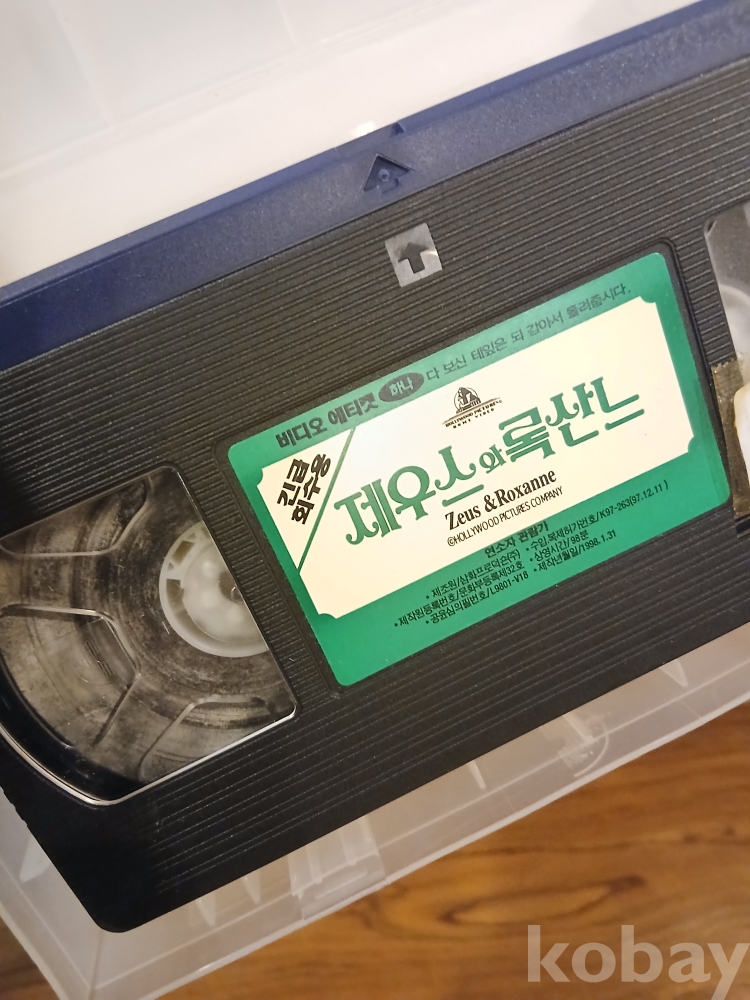 비디오 에티켓 하나 다 보신 테잎은 되 감아서 돌려줍시다.
긴급
회수용
HOLLYWOOD PICTURES
HOME VIDEO
제우스와 록산느
Zeus & Roxanne
©HOLLYWOOD PICTURES COMPANY
연소자 관람가
• 제조원/삼화프로덕숀(주) • 수입.복제허가번호/K97-263(97.12.11)
• 제작원등록번호/문화부등록제32호 • 상영시간/98분
• 공윤심의필번호/L9801-V18 • 제작년월일/1998.1.31
kobay